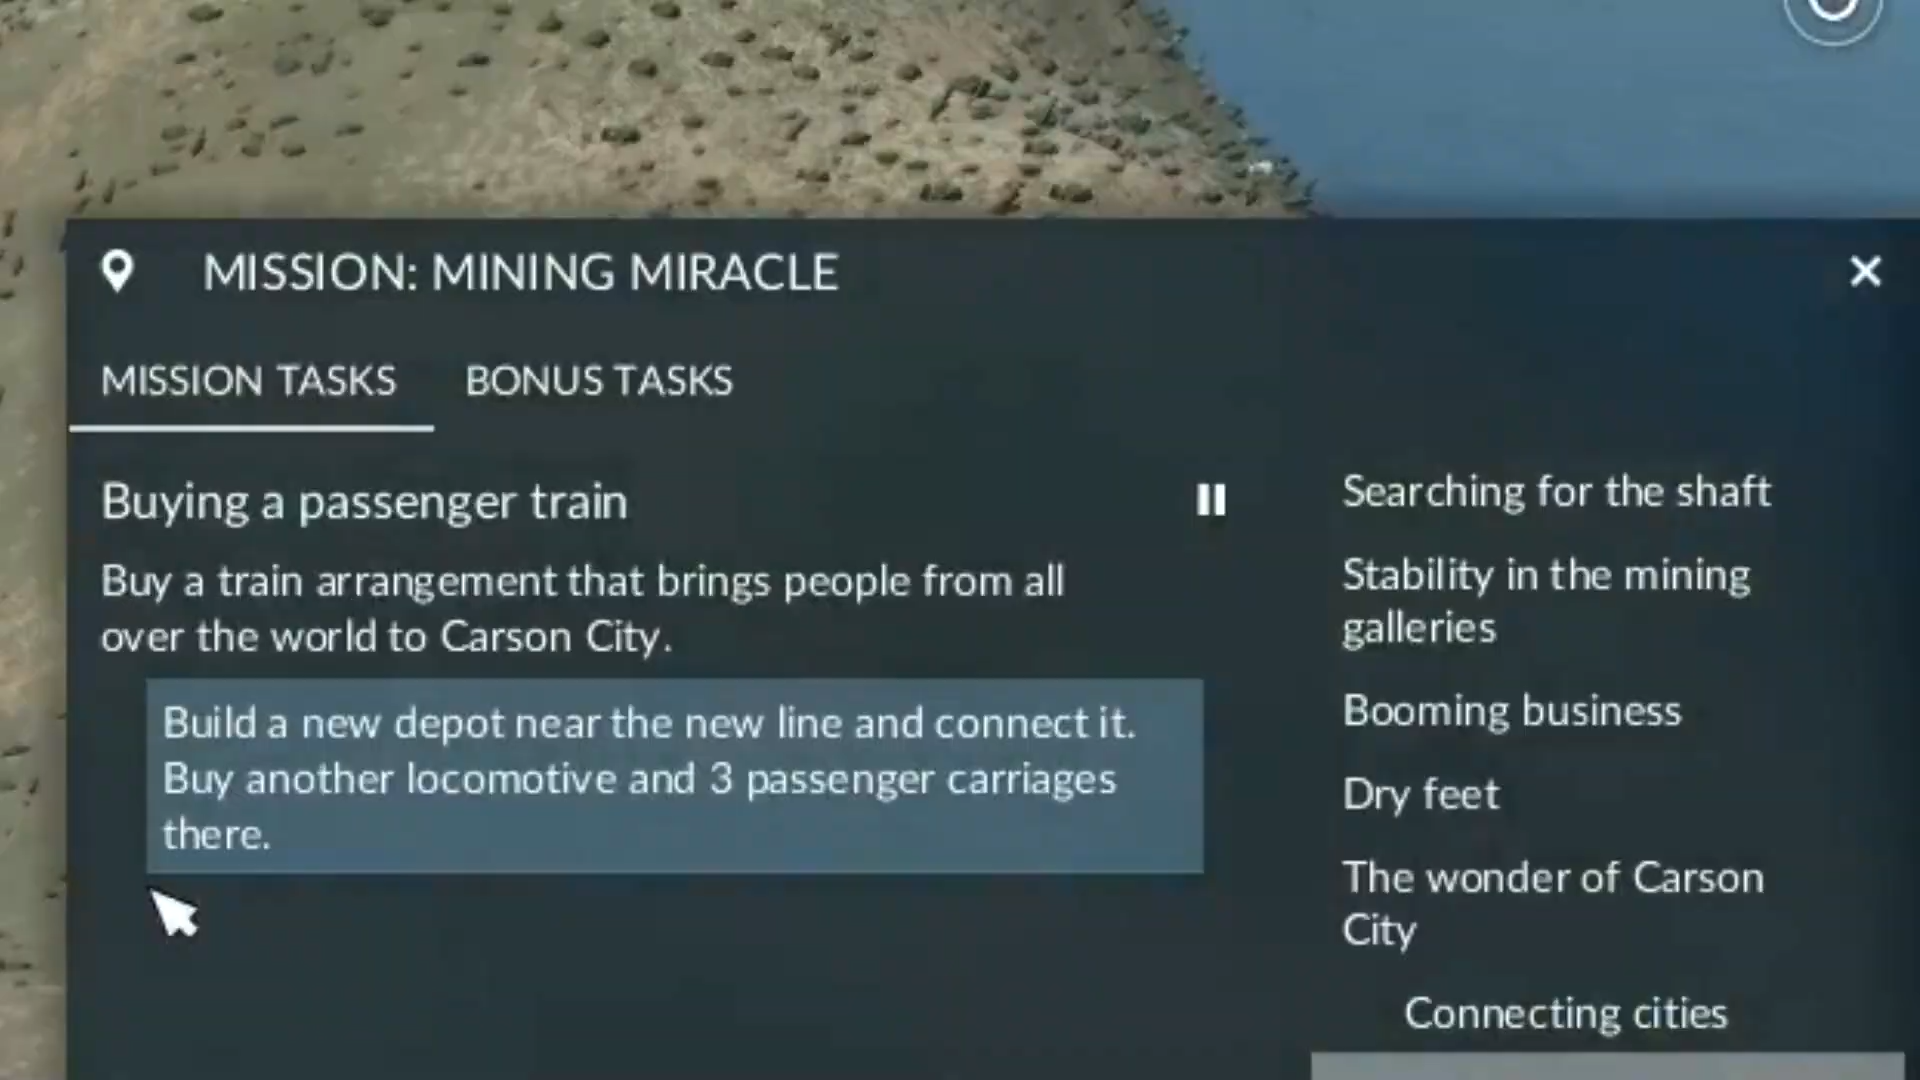 MISSION: MINING MIRACLE
MISSION TASKS
BONUS TASKS
Buying a passenger train
Buy a train arrangement that brings people from all
over the world to Carson City.
Build a new depot near the new line and connect it.
Buy another locomotive and 3 passenger carriages
there.
Searching for the shaft
Stability in the mining
galleries
Booming business
Dry feet
The wonder of Carson
City
Connecting cities